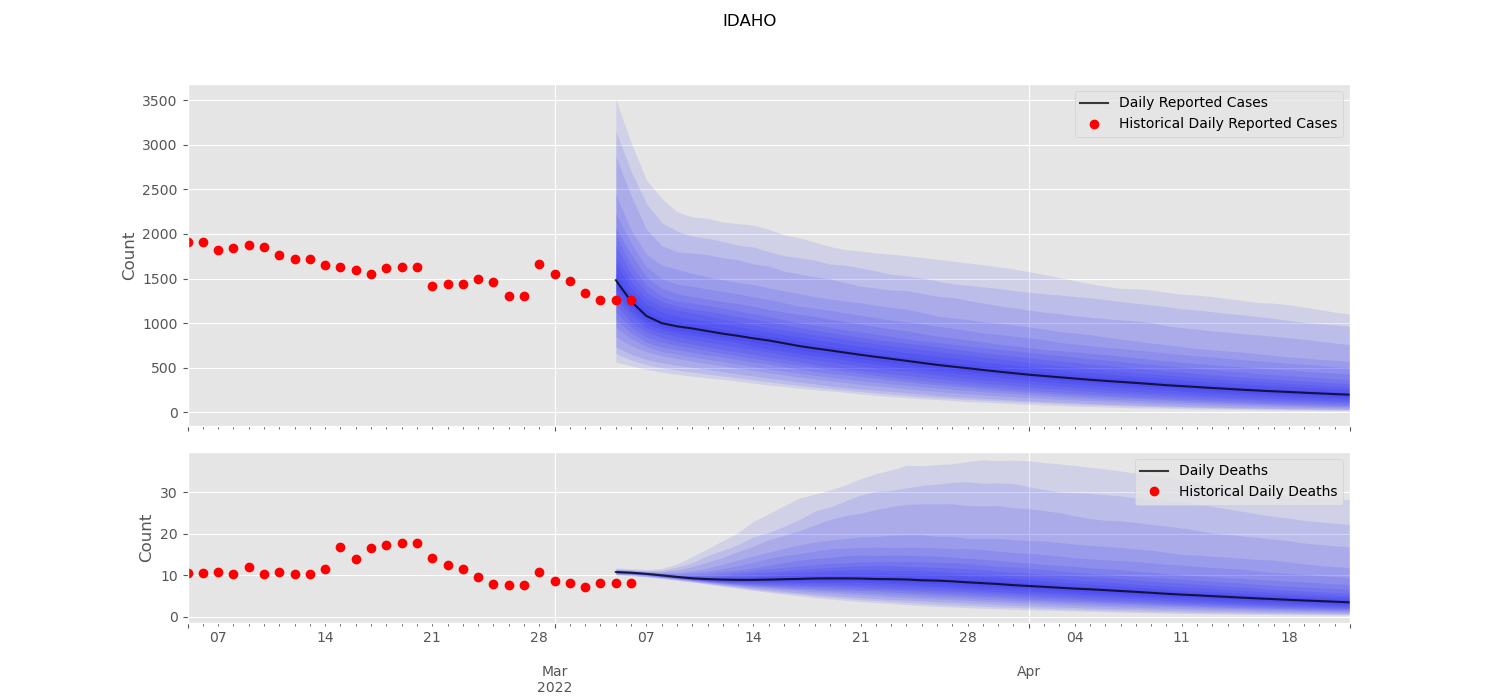 IDAHO
Count
3500
3000
2500
2000
1500
1000
500
0
Daily Reported Cases
Historical Daily Reported Cases
Count
30
20
10
0
Daily Deaths
Historical Daily Deaths
07 14 21 28 07 14 21 28 04 11 18
Mar Apr
2022